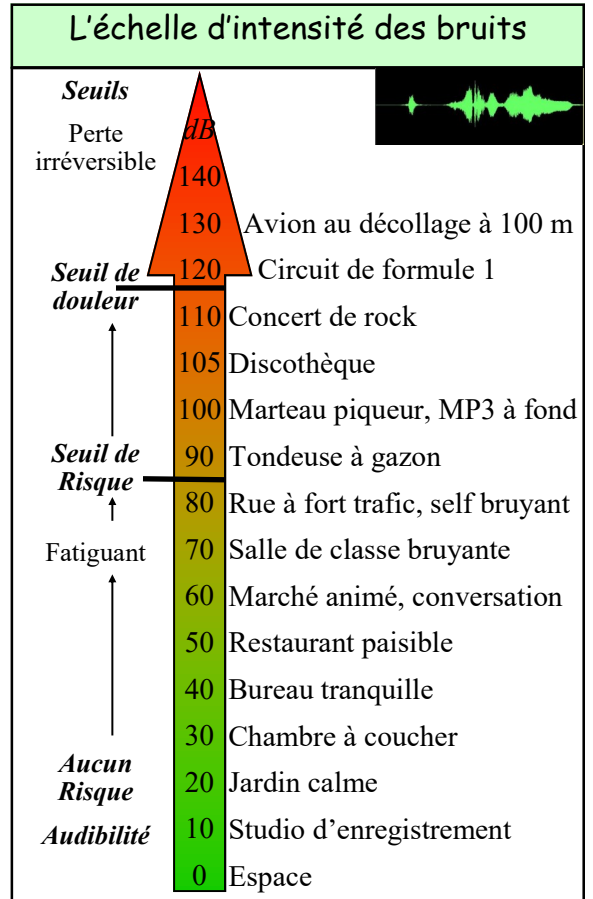 L'échelle d'intensité des bruits
Seuils
dB
Perte
irréversible
140
130 Avion au décollage à 100 m
Seuil de
douleur
120 Circuit de formule 1
110 Concert de rock
105 Discothèque
100 Marteau piqueur, MP3 à fond
Seuil de
Risque
90 Tondeuse à gazon
80 Rue à fort trafic, self bruyant
Fatiguant
70 Salle de classe bruyante
60 Marché animé, conversation
50 Restaurant paisible
40 Bureau tranquille
30 Chambre à coucher
Aucun
Risque
20 Jardin calme
Audibilité
10 Studio d'enregistrement
0 Espace